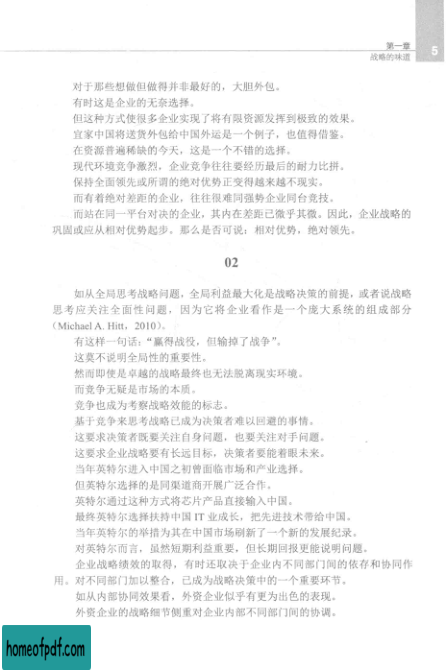 第一章
战略的味道
5
对于那些想做但做得并非最好的，大胆外包。
有时这是企业的无奈选择。
但这种方式使很多企业实现了将有限资源发挥到极致的效果。
宜家中国将送货外包给中国外运是一个例子，也值得借鉴。
在资源普遍稀缺的今天，这是一个不错的选择。
现代环境竞争激烈，企业竞争往往要经历最后的耐力比拼。
保持全面领先或所谓的绝对优势正变得越来越不现实。
而有着绝对差距的企业，往往很难同强势企业同台竞技。
而站在同一平台对决的企业，其内在差距已微乎其微。因此，企业战略的
巩固或应从相对优势起步。那么是否可说：相对优势，绝对领先。
02
如从全局思考战略问题，全局利益最大化是战略决策的前提，或者说战略
思考应关注全面性问题，因为它将企业看作是一个庞大系统的组成部分
（Michael A. Hitt，2010）。
有这样一句话：“赢得战役，但输掉了战争”。
这莫不说明全局性的重要性。
然而即使是卓越的战略最终也无法脱离现实环境。
而竞争无疑是市场的本质。
竞争也成为考察战略效能的标志。
基于竞争来思考战略已成为决策者难以回避的事情。
这要求决策者既要关注自身问题，也要关注对手问题。
这要求企业战略要有长远目标，决策者要能着眼未来。
当年英特尔进入中国之初曾面临市场和产业选择。
但英特尔选择的是同渠道商开展广泛合作。
英特尔通过这种方式将芯片产品直接输入中国。
最终英特尔选择扶持中国 IT 业成长，把先进技术带给中国。
当年英特尔的举措为其在中国市场刷新了一个新的发展纪录。
对英特尔而言，虽然短期利益重要，但长期回报更能说明问题。
企业战略绩效的取得，有时还取决于企业内不同部门间的依存和协同作
用。对不同部门加以整合，已成为战略决策中的一个重要环节。
如从内部协同效果看，外资企业似乎有更为出色的表现。
外资企业的战略细节侧重对企业内部不同部门间的协调。
homeofpdf.com